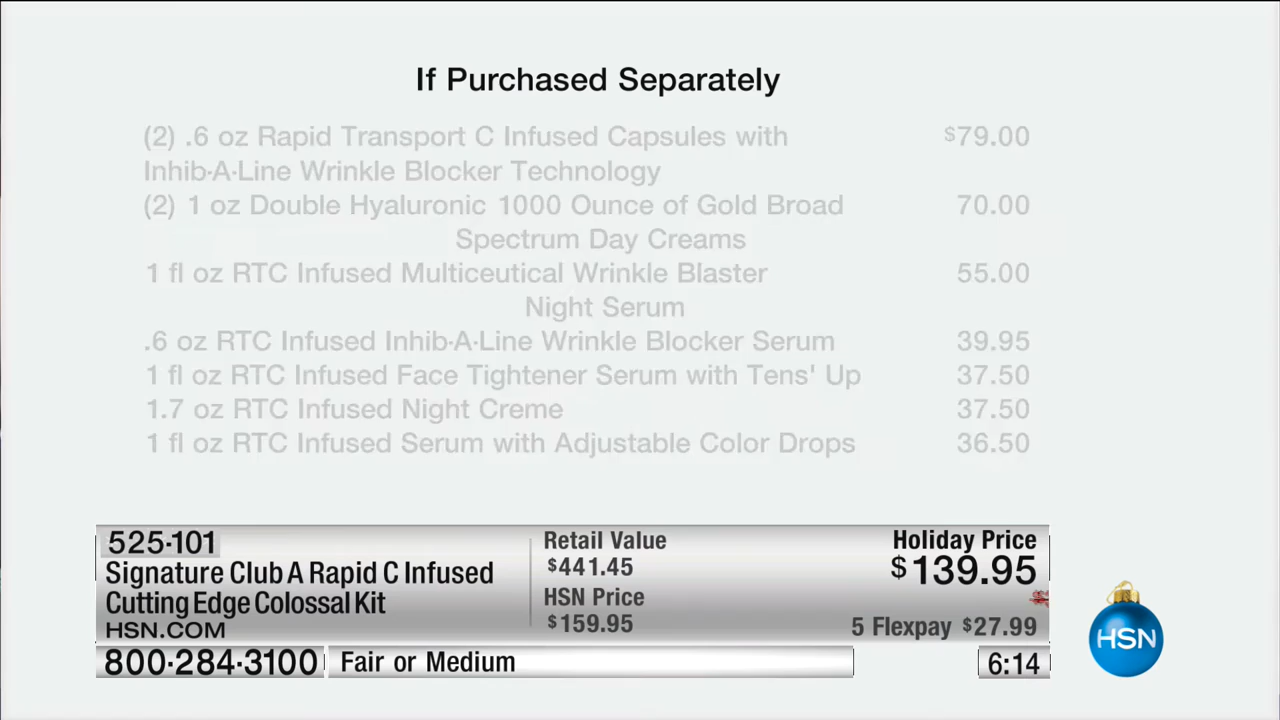 If Purchased Separately
(2) .6 oz Rapid Transport C Infused Capsules with $79.00
Inhib·A·Line Wrinkle Blocker Technology
(2) 1 oz Double Hyaluronic 1000 Ounce of Gold Broad 70.00
Spectrum Day Creams
1 fl oz RTC Infused Multiceutical Wrinkle Blaster 55.00
Night Serum
.6 oz RTC Infused Inhib·A·Line Wrinkle Blocker Serum 39.95
1 fl oz RTC Infused Face Tightener Serum with Tens' Up 37.50
1.7 oz RTC Infused Night Creme 37.50
1 fl oz RTC Infused Serum with Adjustable Color Drops 36.50
525·101
Signature Club A Rapid C Infused
Cutting Edge Colossal Kit
HSN.COM
Retail Value
$441.45
HSN Price
$159.95
Holiday Price
$139.95
5 Flexpay $27.99
800·284·3100
Fair or Medium
6:14
HSN